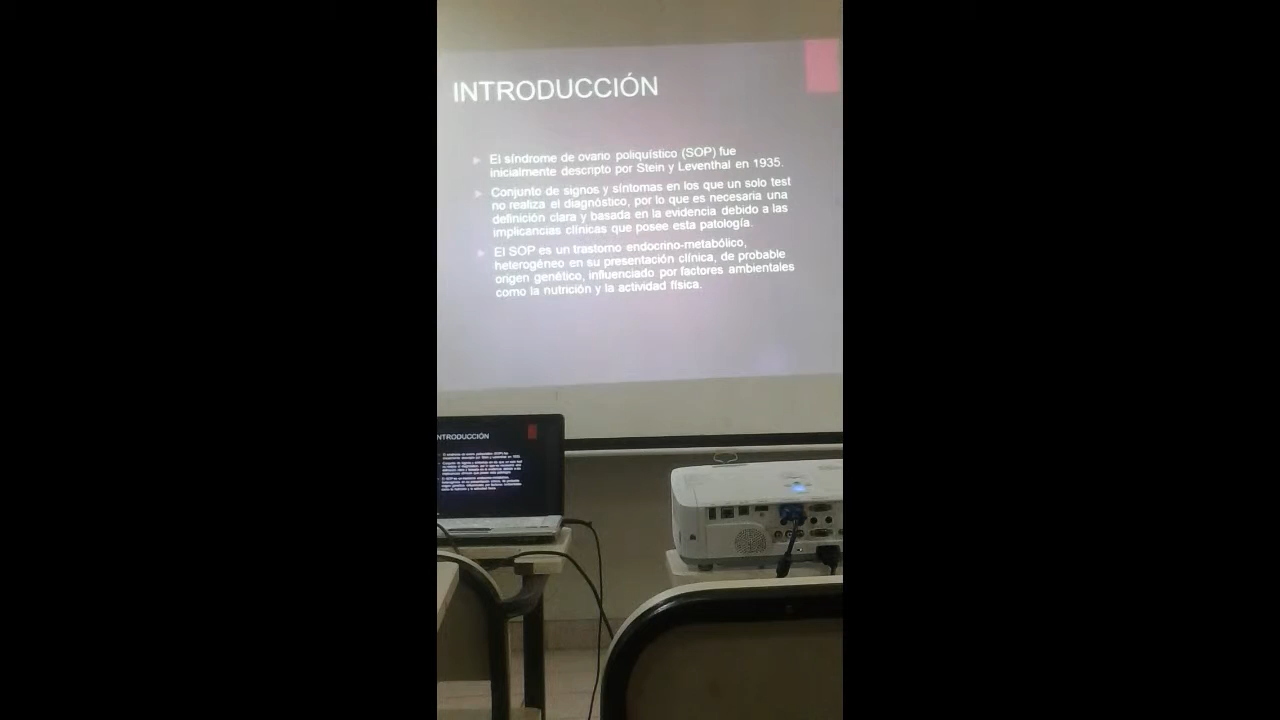 INTRODUCCIÓN
El síndrome de ovario poliquístico (SOP) fue
inicialmente descripto por Stein y Leventhal en 1935.
Conjunto de signos y síntomas en los que un solo test
no realiza el diagnóstico, por lo que es necesaria una
definición clara y basada en la evidencia debido a las
implicancias clínicas que posee esta patología.
El SOP es un trastorno endocrino-metabólico,
heterogéneo en su presentación clínica, de probable
origen genético, influenciado por factores ambientales
como la nutrición y la actividad física.
NTRODUCCIÓN